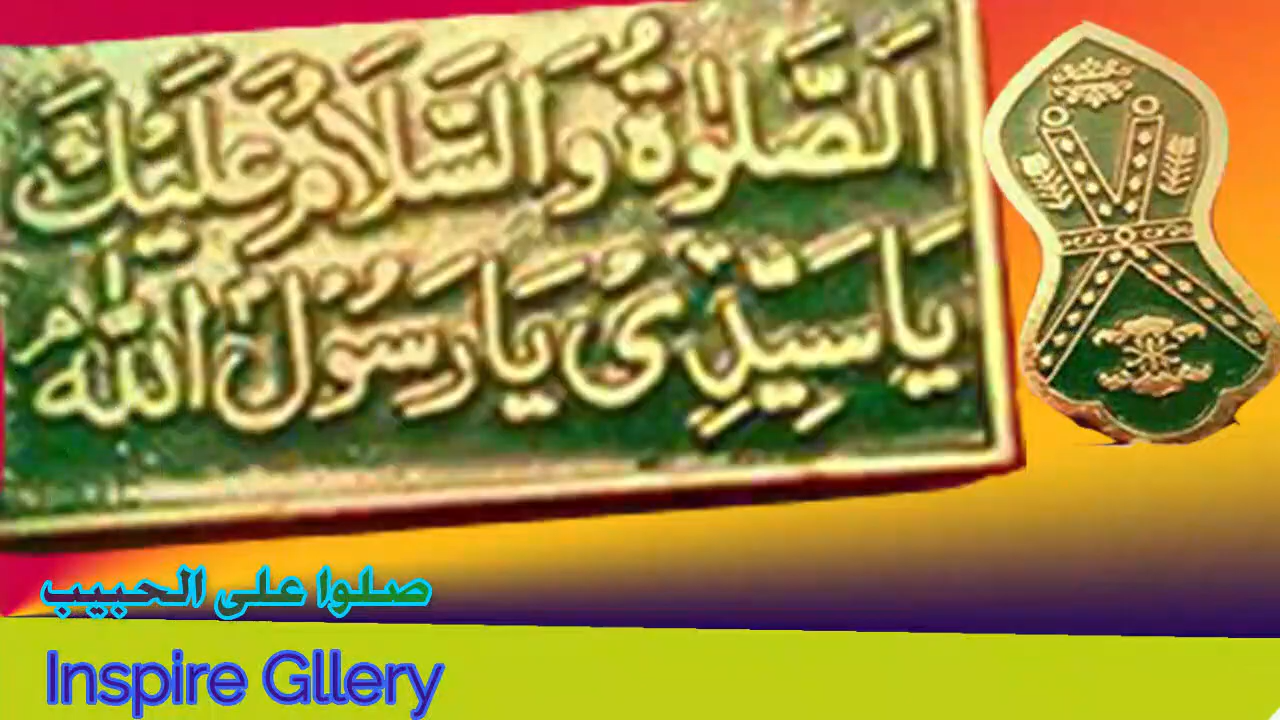 اَلصَّلٰوةُ وَالسَّلَامُ عَلَيْكَ
يَا سَيِّدِىْ يَا رَسُوْلَ اللّٰهِ
صلوا على الحبيب
Inspire Gllery